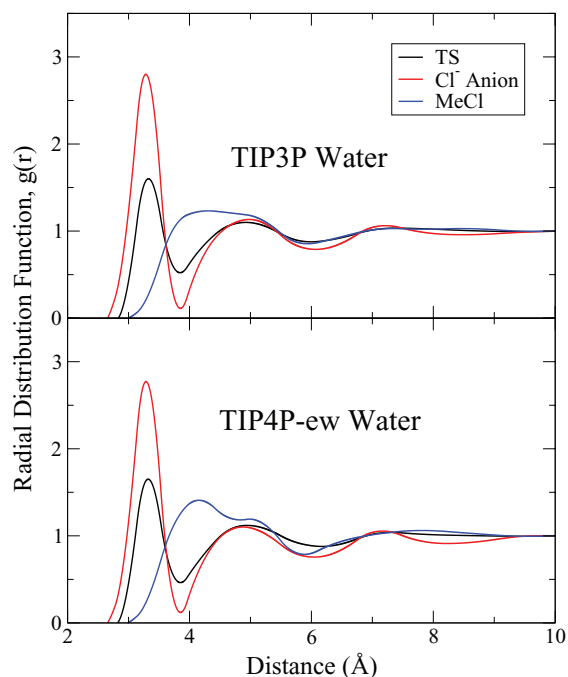 3
2
1
0
TS
Cl⁻ Anion
MeCl
TIP3P Water
Radial Distribution Function, g(r)
3
2
1
0
TIP4P-ew Water
2
4
6
8
10
Distance (Å)